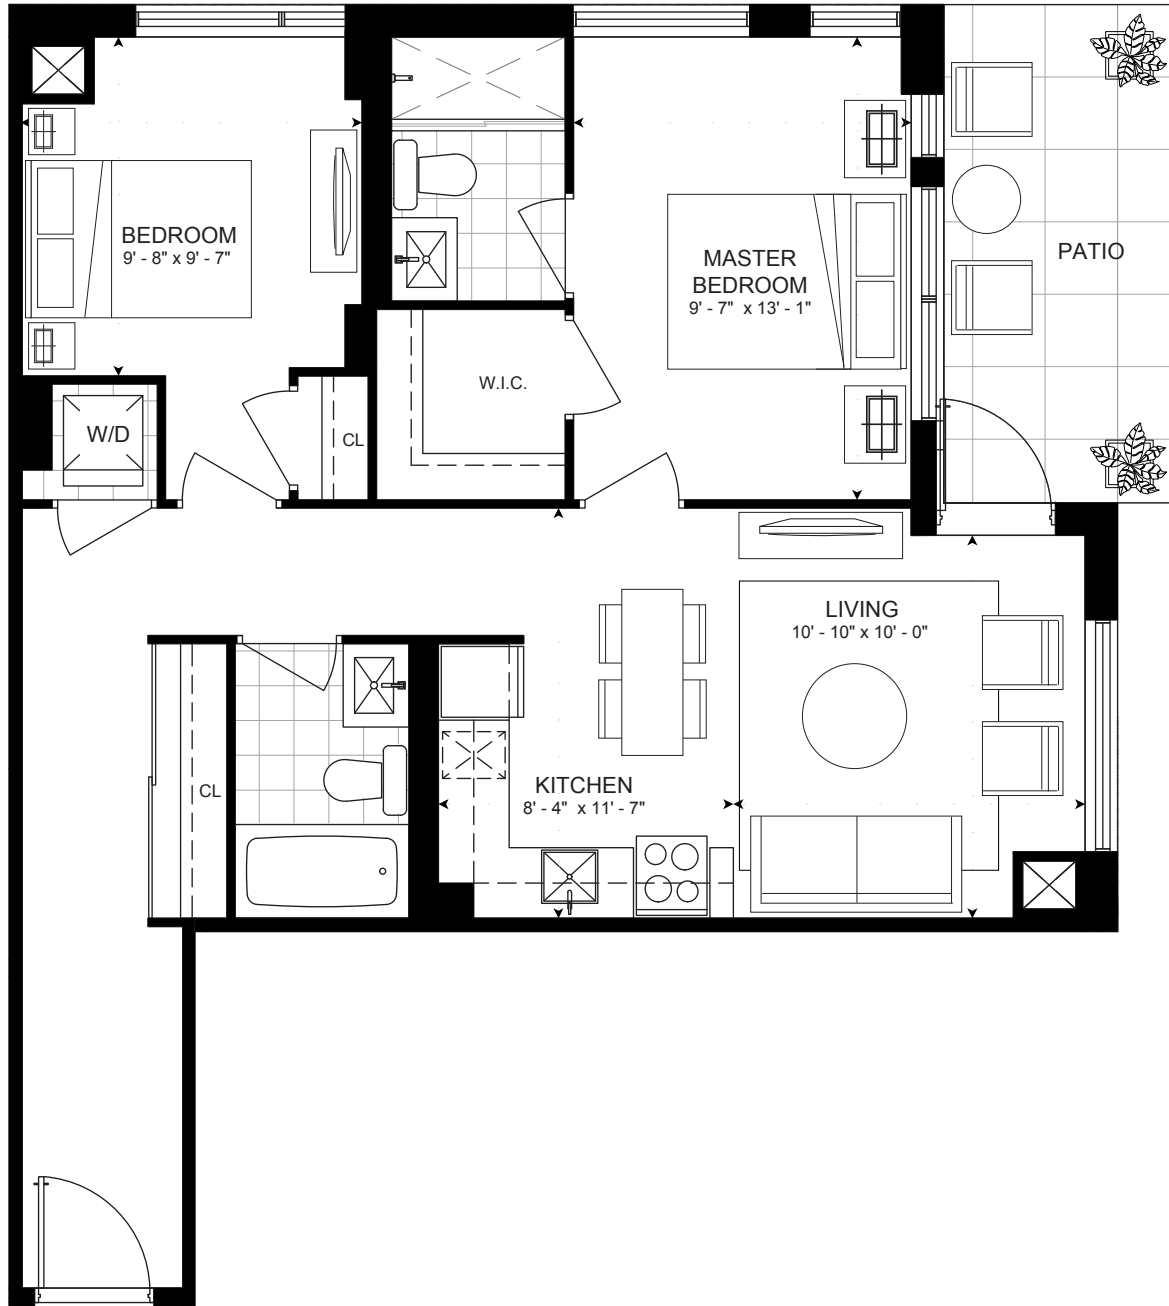 BEDROOM
9' - 8" x 9' - 7"
MASTER
BEDROOM
9' - 7" x 13' - 1"
PATIO
W.I.C.
W/D
CL
LIVING
10' - 10" x 10' - 0"
KITCHEN
8' - 4" x 11' - 7"
CL